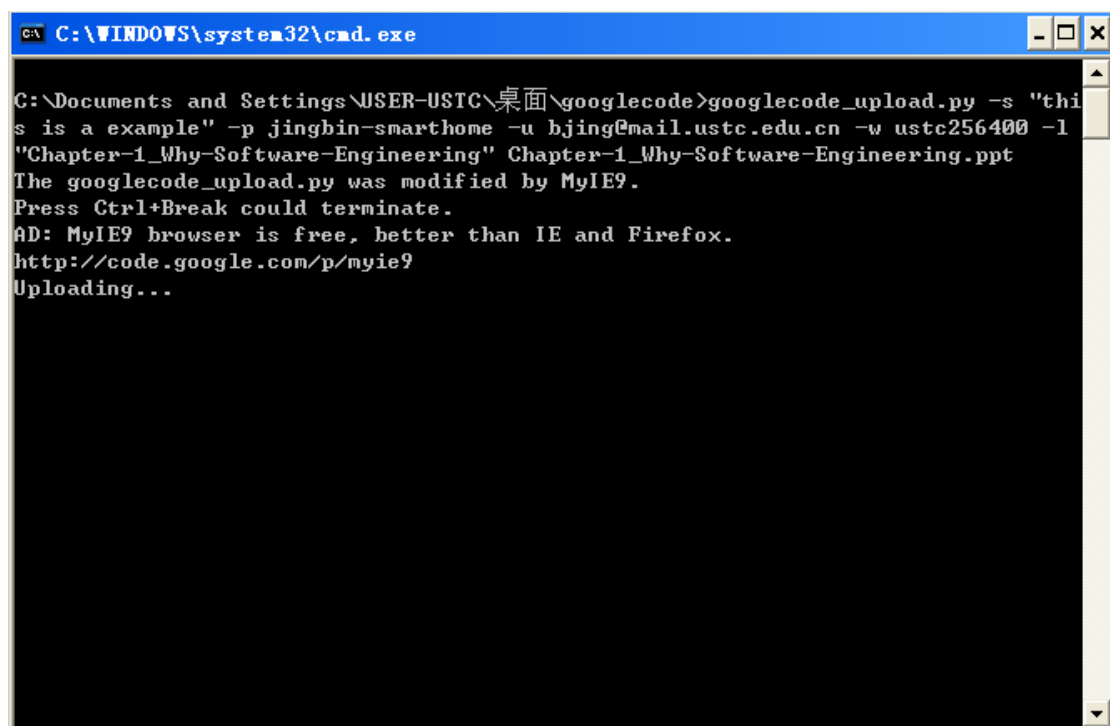 C:\WINDOWS\system32\cmd.exe
C:\Documents and Settings\USER-USTC\桌面\googlecode>googlecode_upload.py -s "thi
s is a example" -p jingbin-smarthome -u bjing@mail.ustc.edu.cn -w ustc256400 -l
"Chapter-1_Why-Software-Engineering" Chapter-1_Why-Software-Engineering.ppt
The googlecode_upload.py was modified by MyIE9.
Press Ctrl+Break could terminate.
AD: MyIE9 browser is free, better than IE and Firefox.
http://code.google.com/p/myie9
Uploading...